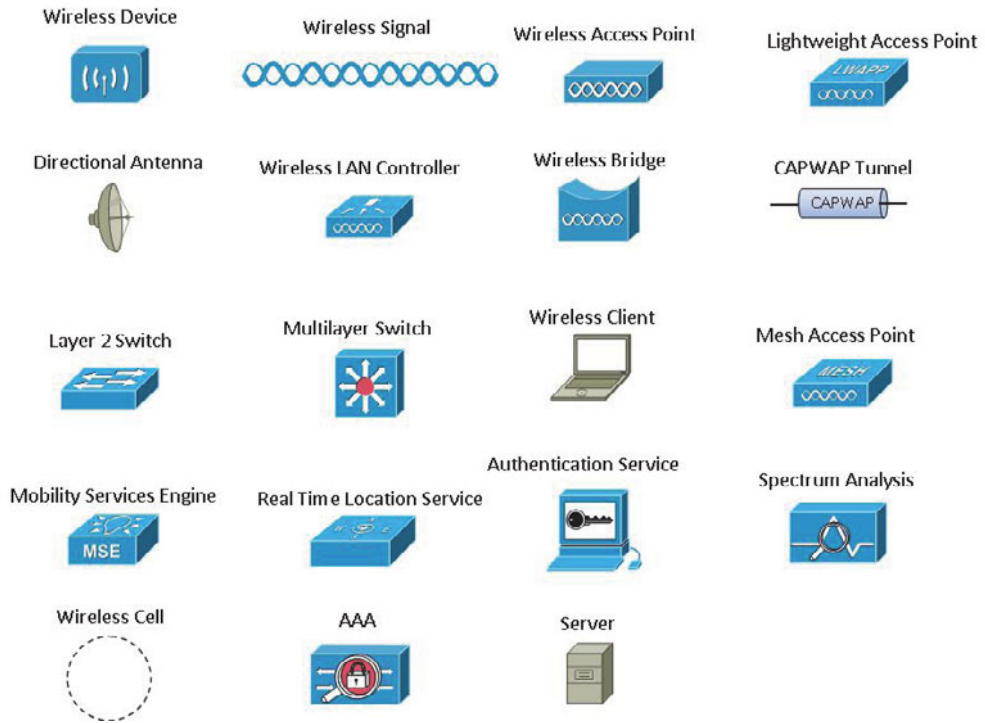 Wireless Device
Wireless Signal
Wireless Access Point
Lightweight Access Point
LWAPP
Directional Antenna
Wireless LAN Controller
Wireless Bridge
CAPWAP Tunnel
CAPWAP
Layer 2 Switch
Multilayer Switch
Wireless Client
Mesh Access Point
MESH
Mobility Services Engine
MSE
Real Time Location Service
Authentication Service
Spectrum Analysis
Wireless Cell
AAA
Server